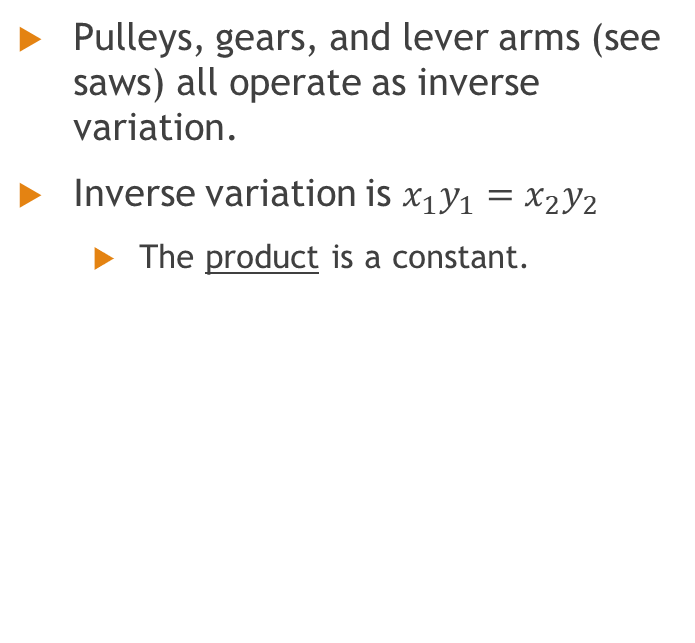 Pulleys, gears, and lever arms (see
saws) all operate as inverse
variation.
Inverse variation is 𝑥₁𝑦₁ = 𝑥₂𝑦₂
The product is a constant.